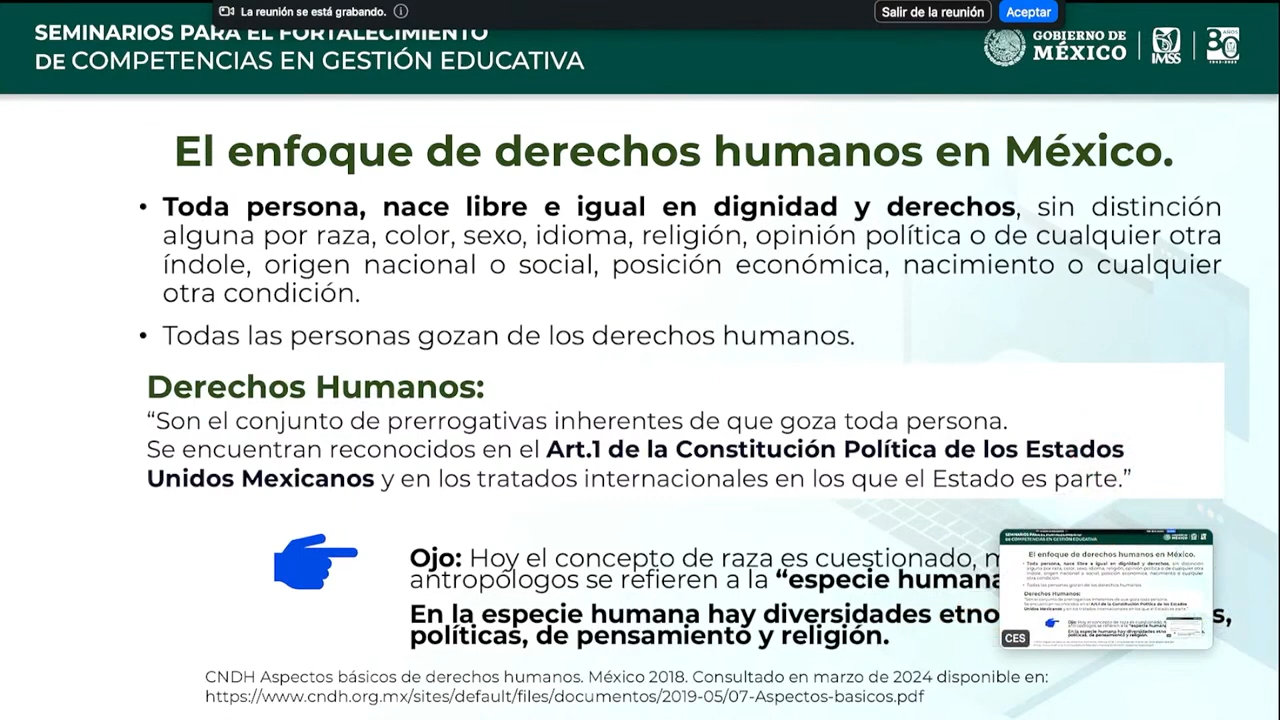 La reunión se está grabando.
Salir de la reunión
Aceptar
SEMINARIOS PARA EL FORTALECIMIENTO
DE COMPETENCIAS EN GESTIÓN EDUCATIVA
GOBIERNO DE
MÉXICO
IMSS
El enfoque de derechos humanos en México.
• Toda persona, nace libre e igual en dignidad y derechos, sin distinción
alguna por raza, color, sexo, idioma, religión, opinión política o de cualquier otra
índole, origen nacional o social, posición económica, nacimiento o cualquier
otra condición.
• Todas las personas gozan de los derechos humanos.
Derechos Humanos:
“Son el conjunto de prerrogativas inherentes de que goza toda persona.
Se encuentran reconocidos en el Art.1 de la Constitución Política de los Estados
Unidos Mexicanos y en los tratados internacionales en los que el Estado es parte.”
Ojo: Hoy el concepto de raza es cuestionado,
se refieren a la “especie humana
En la especie humana hay diversidades
de pensamiento y religión.
CES
CNDH Aspectos básicos de derechos humanos. México 2018. Consultado en marzo de 2024 disponible en:
https://www.cndh.org.mx/sites/default/files/documentos/2019-05/07-Aspectos-basicos.pdf